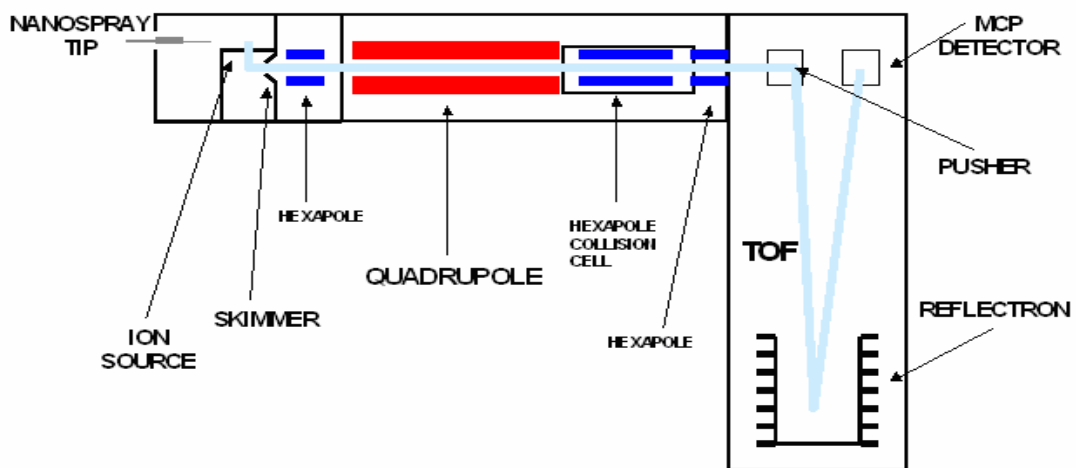 NANOSPRAY
TIP
MCP
DETECTOR
PUSHER
HEXAPOLE
HEXAPOLE
COLLISION
CELL
QUADRUPOLE
TOF
SKIMMER
ION
SOURCE
HEXAPOLE
REFLECTRON